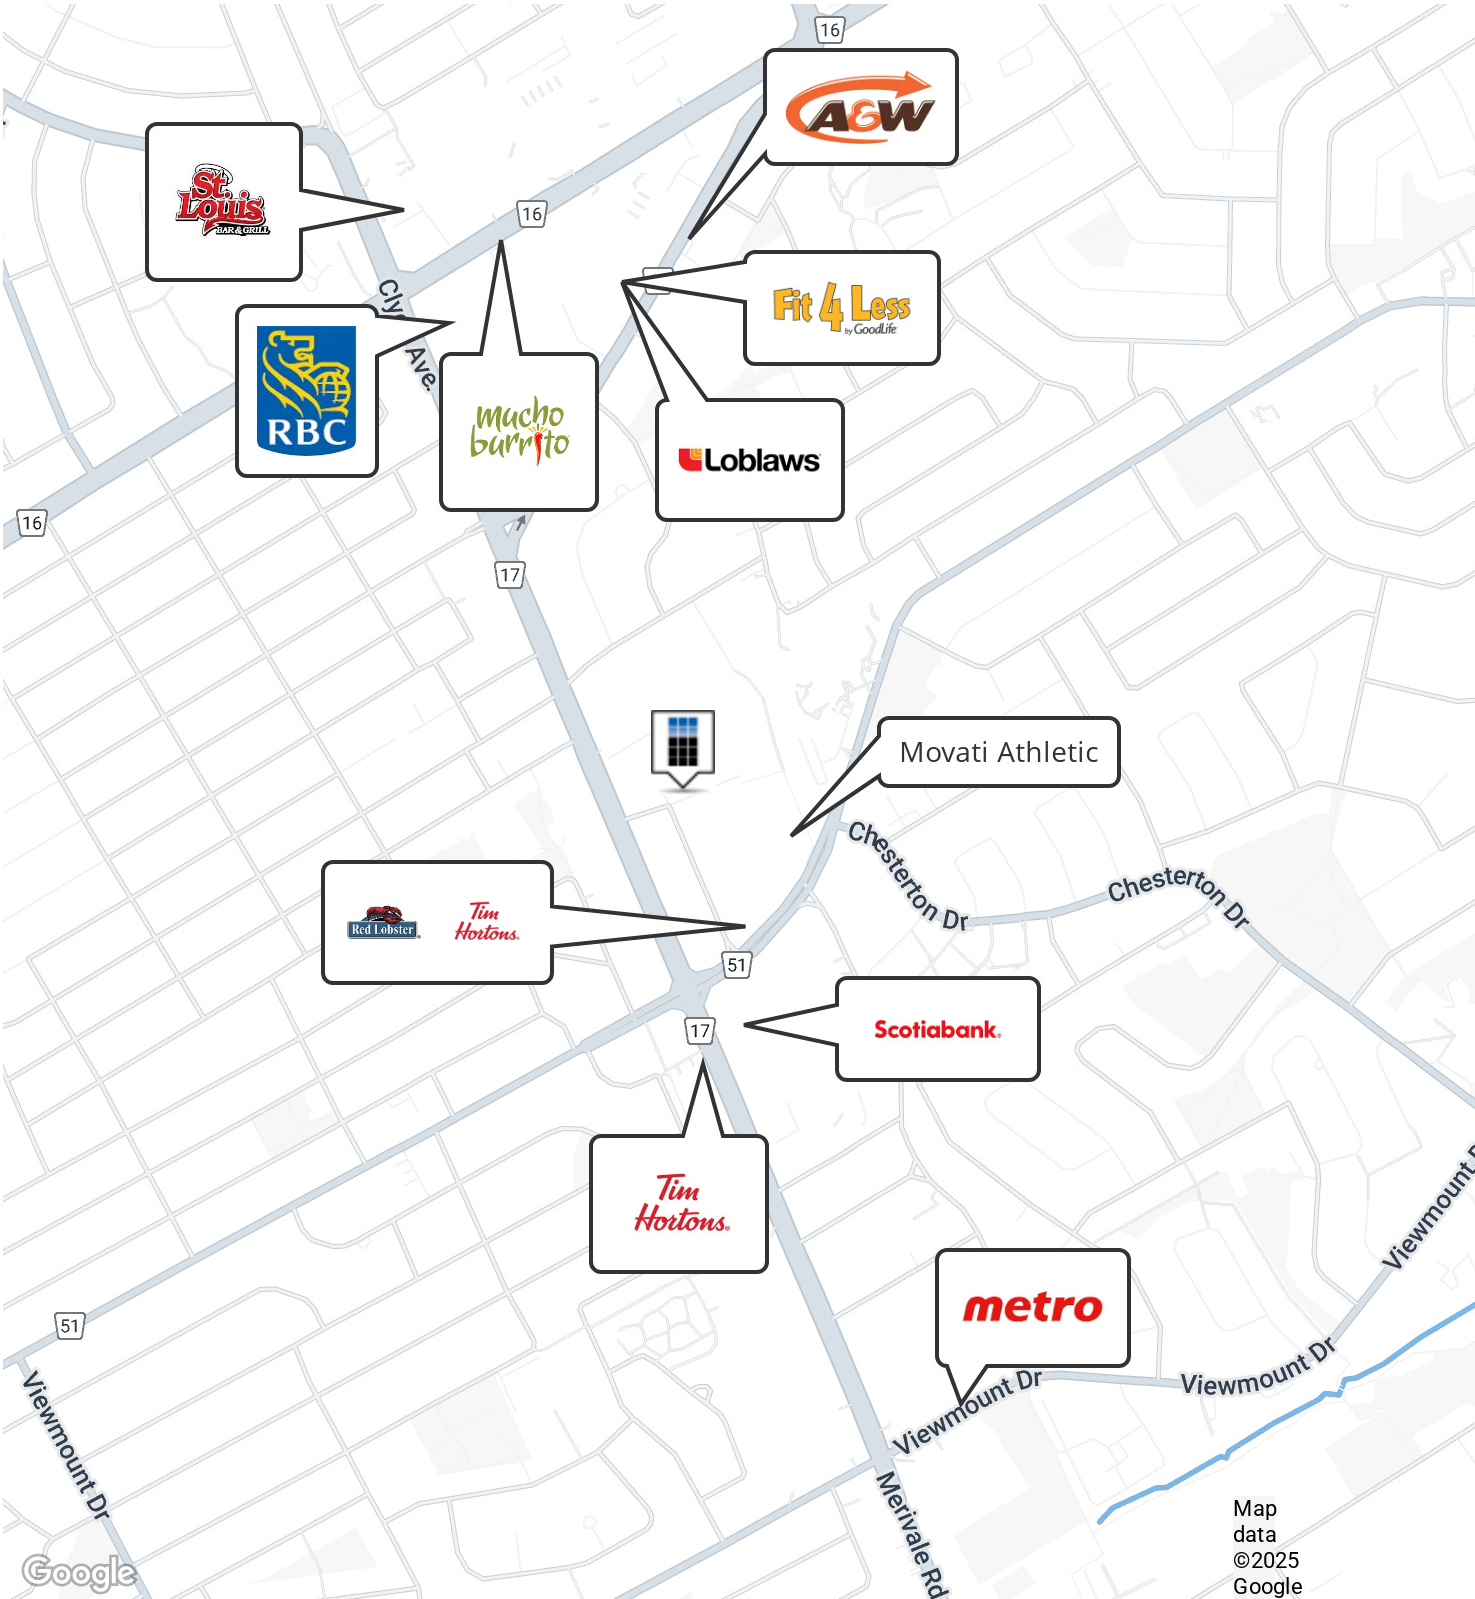 16
A&W
St.
Louis
BAR & GRILL
16
Clyde Ave.
Fit 4 Less
by GoodLife
RBC
mucho
burrito
Loblaws
16
17
Movati Athletic
Chesterton Dr
Chesterton Dr
Red Lobster
Tim
Hortons
51
17
Scotiabank
Tim
Hortons
Viewmount D
metro
51
Viewmount Dr
Viewmount Dr
Viewmount Dr
Merivale Rd
Map
data
©2025
Google
Google